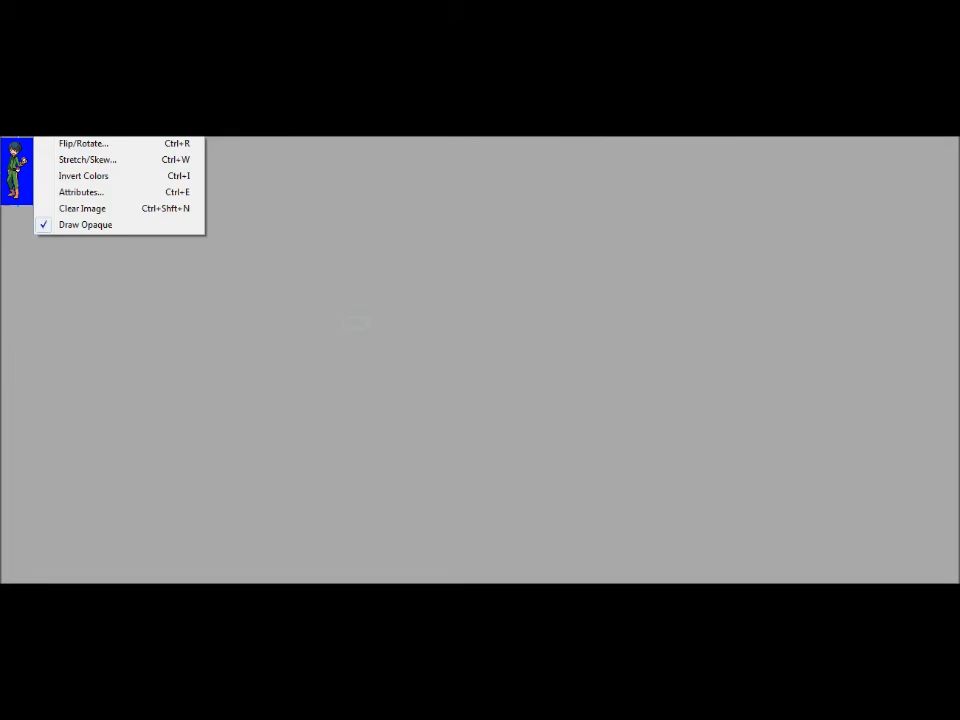 Flip/Rotate... Ctrl+R
Stretch/Skew... Ctrl+W
Invert Colors Ctrl+I
Attributes... Ctrl+E
Clear Image Ctrl+Shft+N
Draw Opaque